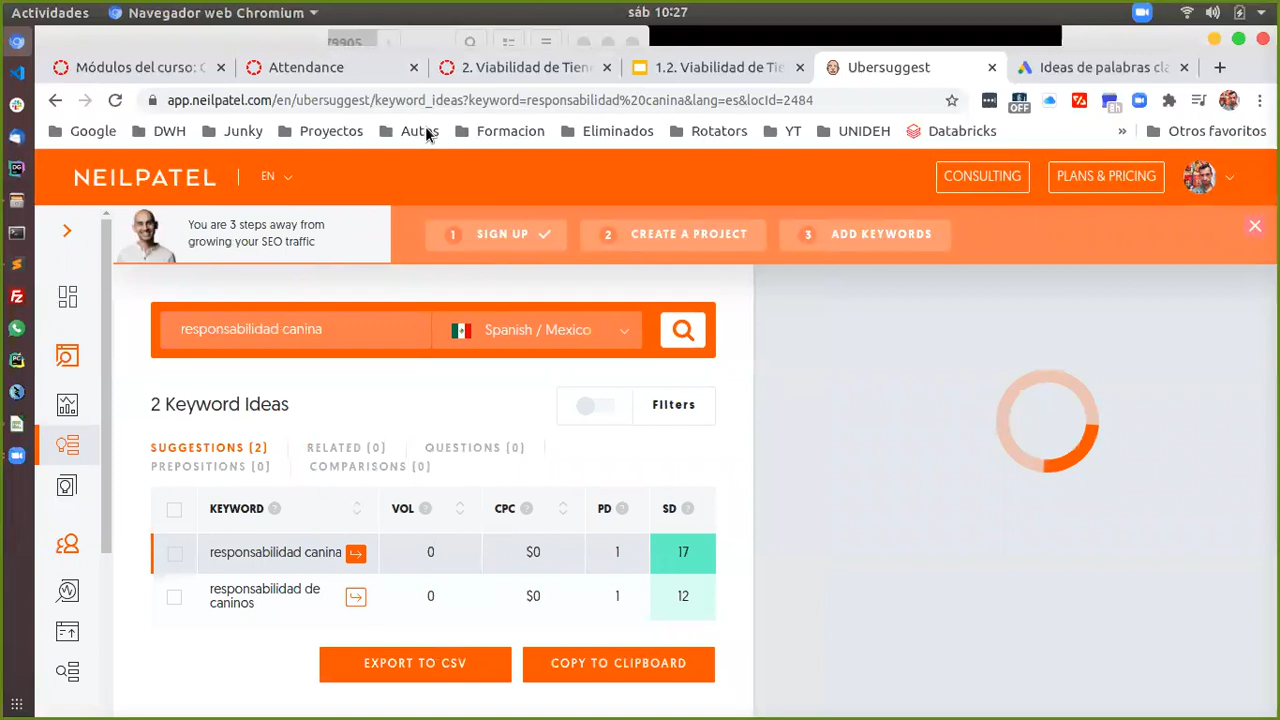 Actividades
Navegador web Chromium
sáb 10:27
79905
Módulos del curso: C
Attendance
2. Viabilidad de Tien
1.2. Viabilidad de Tie
Ubersuggest
Ideas de palabras cla
app.neilpatel.com/en/ubersuggest/keyword_ideas?keyword=responsabilidad%20canina&lang=es&locId=2484
OFF
8h
Google
DWH
Junky
Proyectos
Autos
Formacion
Eliminados
Rotators
YT
UNIDEH
Databricks
»
Otros favoritos
NEILPATEL
EN
CONSULTING
PLANS & PRICING
You are 3 steps away from
growing your SEO traffic
1 SIGN UP
2 CREATE A PROJECT
3 ADD KEYWORDS
responsabilidad canina
Spanish / Mexico
2 Keyword Ideas
Filters
SUGGESTIONS (2)
RELATED (0)
QUESTIONS (0)
PREPOSITIONS (0)
COMPARISONS (0)
KEYWORD ? VOL ? CPC ? PD ? SD ?
responsabilidad canina 0 $0 1 17
responsabilidad de
caninos 0 $0 1 12
EXPORT TO CSV
COPY TO CLIPBOARD